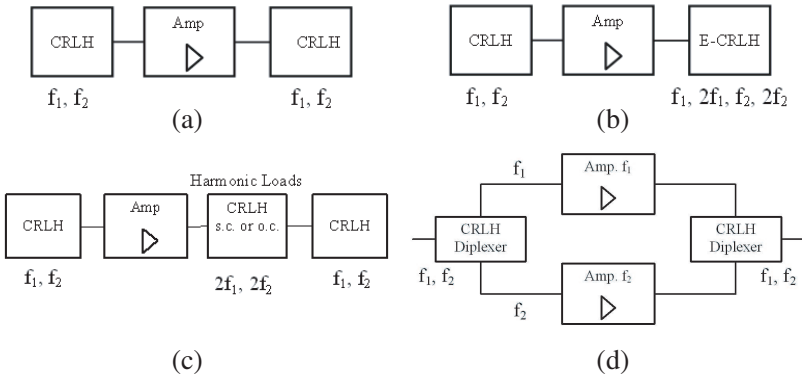 CRLH
Amp
CRLH
f₁, f₂
f₁, f₂
(a)
CRLH
Amp
E-CRLH
f₁, f₂
f₁, 2f₁, f₂, 2f₂
(b)
Harmonic Loads
CRLH
Amp
CRLH
s.c. or o.c.
CRLH
f₁, f₂
2f₁, 2f₂
f₁, f₂
(c)
f₁
Amp. f₁
CRLH
Diplexer
CRLH
Diplexer
f₁, f₂
f₁, f₂
Amp. f₂
f₂
(d)